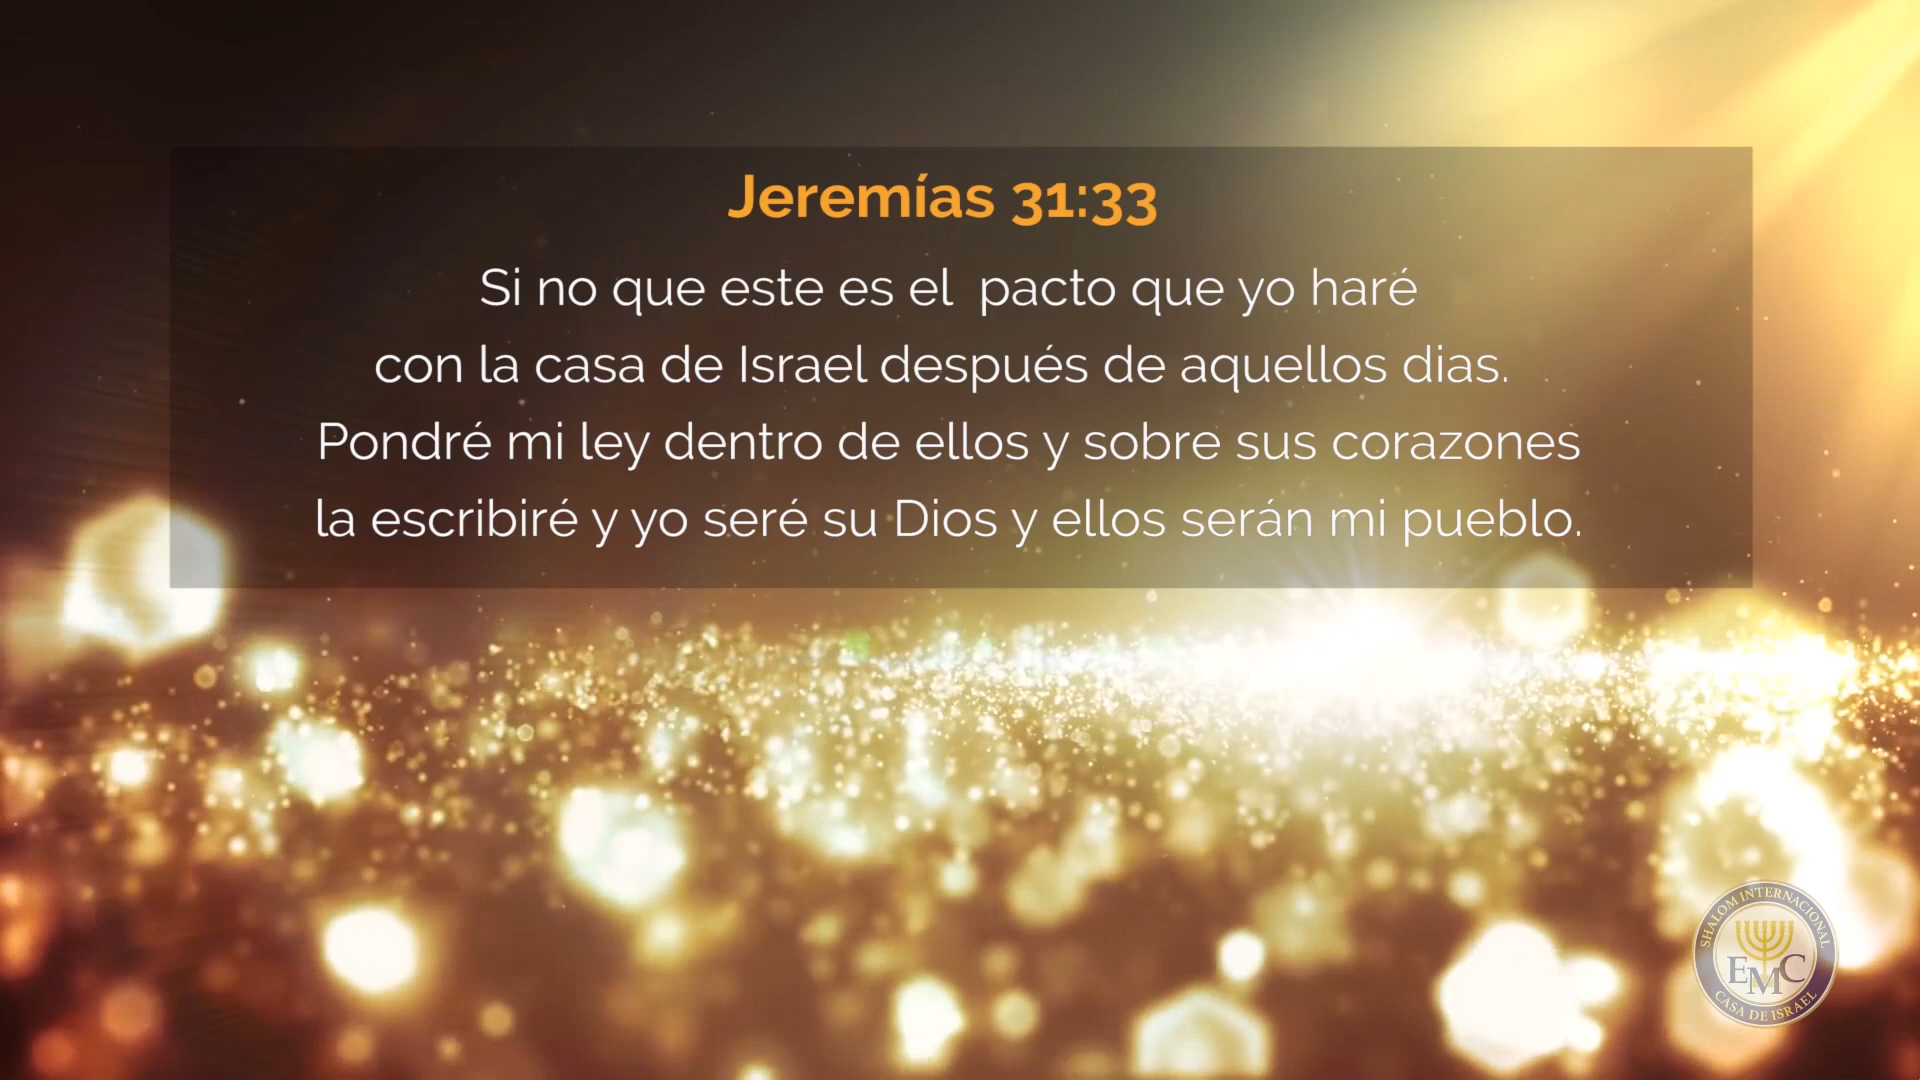 Jeremías 31:33
Si no que este es el  pacto que yo haré
con la casa de Israel después de aquellos dias.
Pondré mi ley dentro de ellos y sobre sus corazones
la escribiré y yo seré su Dios y ellos serán mi pueblo.
SHALOM INTERNACIONAL
EMC
CASA DE ISRAEL